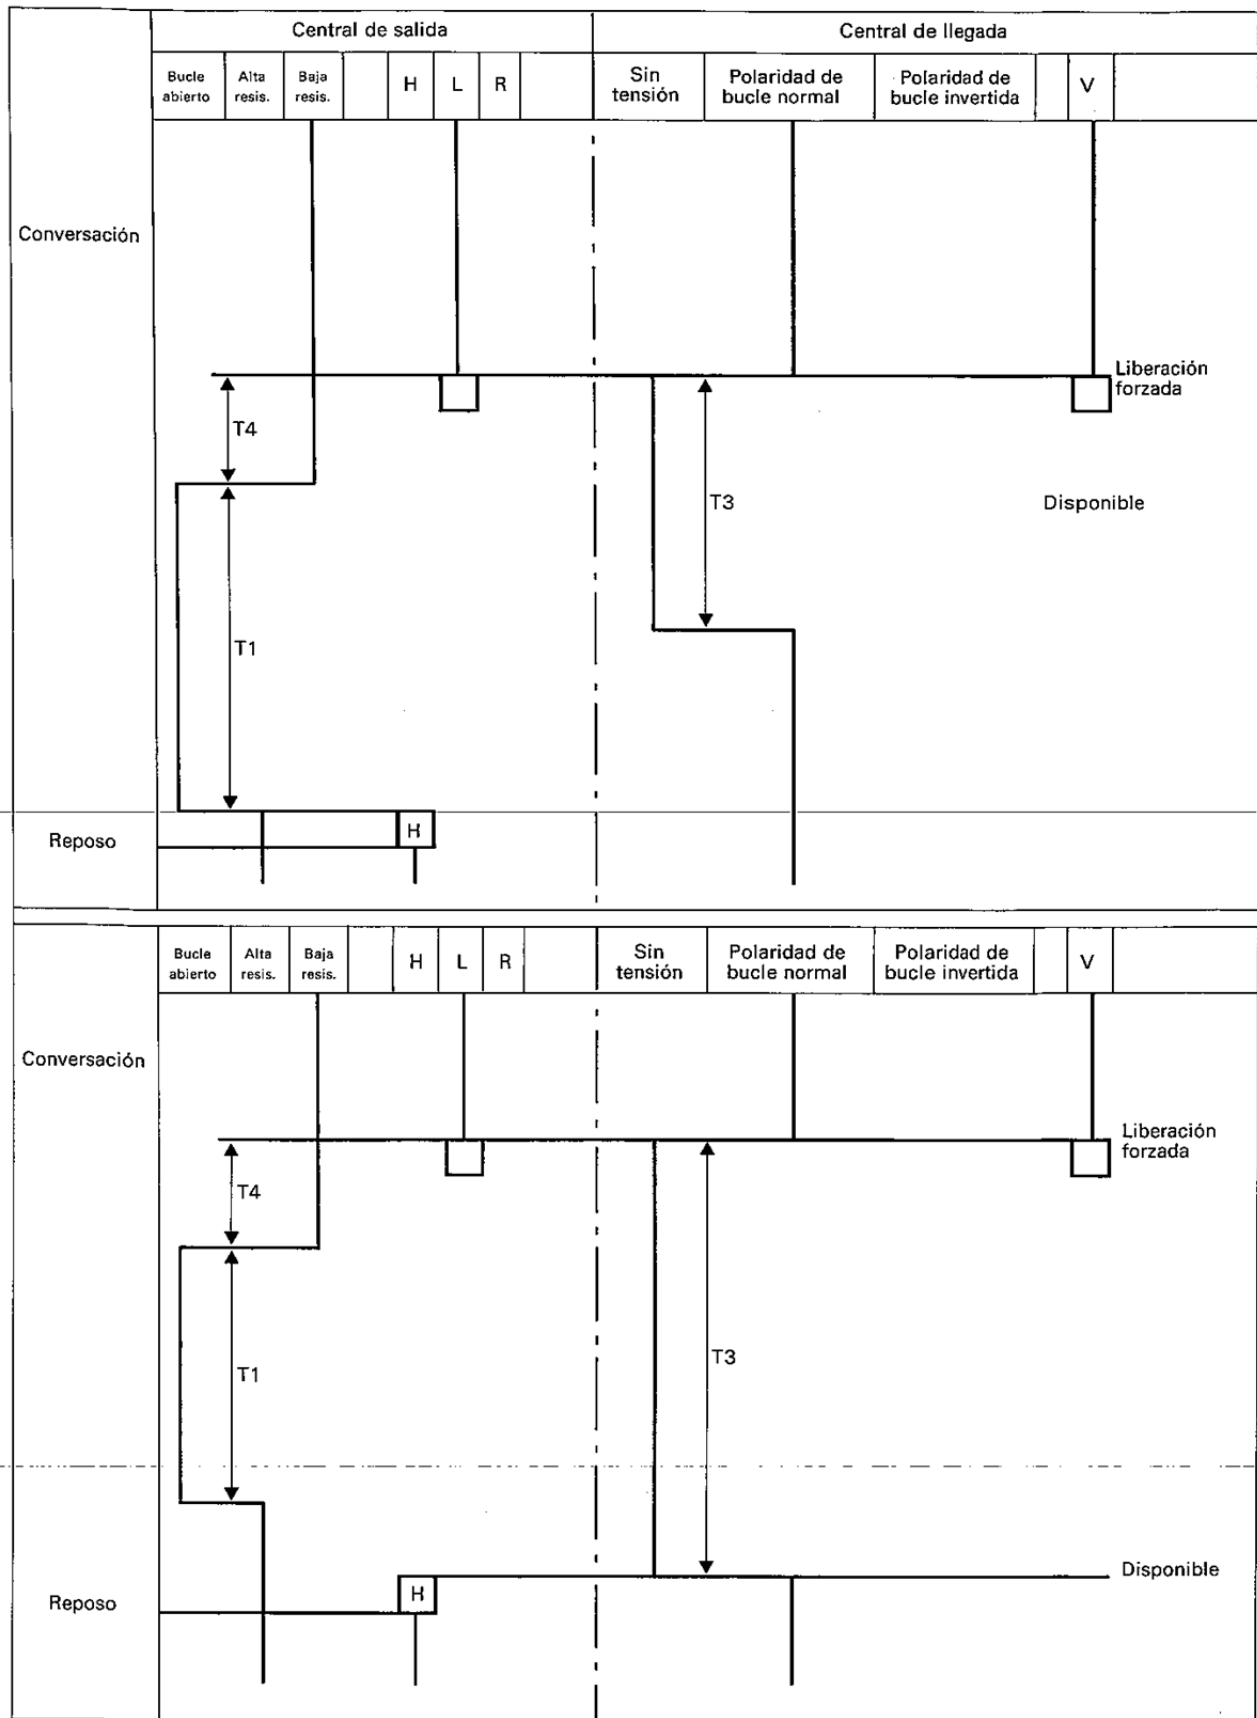 Central de salida
Central de llegada
Bucle
abierto
Alta
resis.
Baja
resis.
H
L
R
Sin
tensión
Polaridad de
bucle normal
Polaridad de
bucle invertida
V
Conversación
Liberación
forzada
T4
T3
Disponible
T1
H
Reposo
Bucle
abierto
Alta
resis.
Baja
resis.
H
L
R
Sin
tensión
Polaridad de
bucle normal
Polaridad de
bucle invertida
V
Conversación
Liberación
forzada
T4
T3
T1
Disponible
H
Reposo